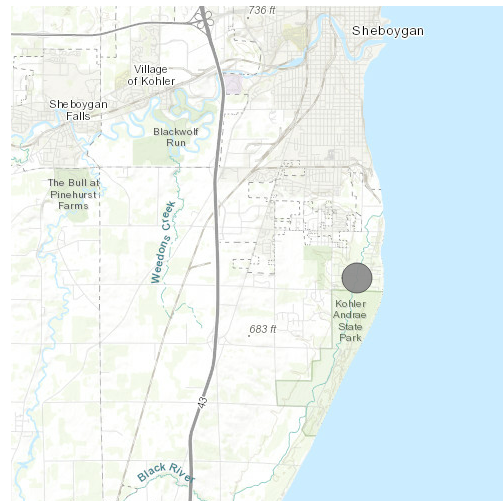 736 ft
Sheboygan
Village
of Kohler
Sheboygan
Falls
Blackwolf
Run
The Bull at
Pinehurst
Farms
Weedons Creek
Kohler
Andrae
State
Park
683 ft
43
Black River